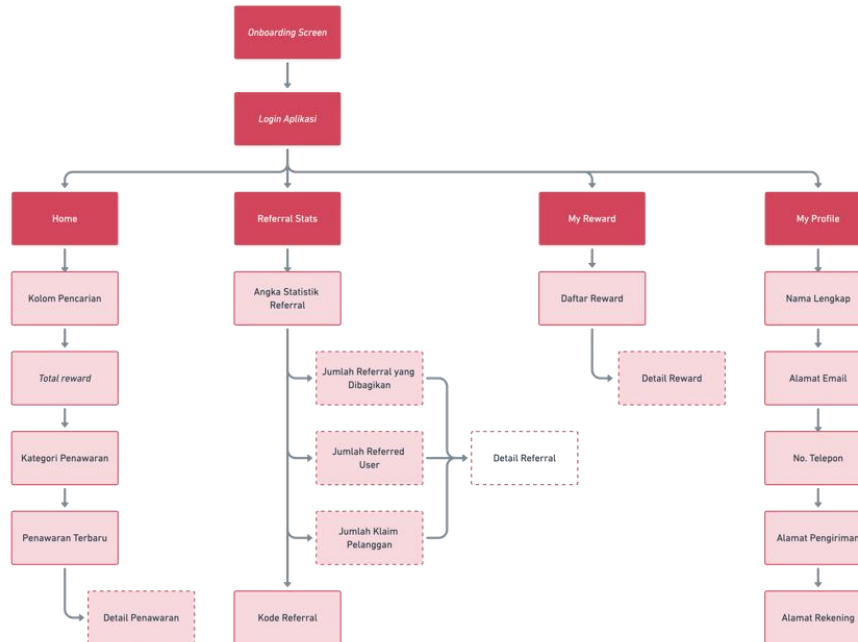 Onboarding Screen
Login Aplikasi
Home
Referral Stats
My Reward
My Profile
Kolom Pencarian
Angka Statistik
Referral
Daftar Reward
Nama Lengkap
Total reward
Jumlah Referral yang
Dibagikan
Detail Reward
Alamat Email
Kategori Penawaran
Jumlah Referred
User
Detail Referral
No. Telepon
Penawaran Terbaru
Jumlah Klaim
Pelanggan
Alamat Pengiriman
Detail Penawaran
Kode Referral
Alamat Rekening